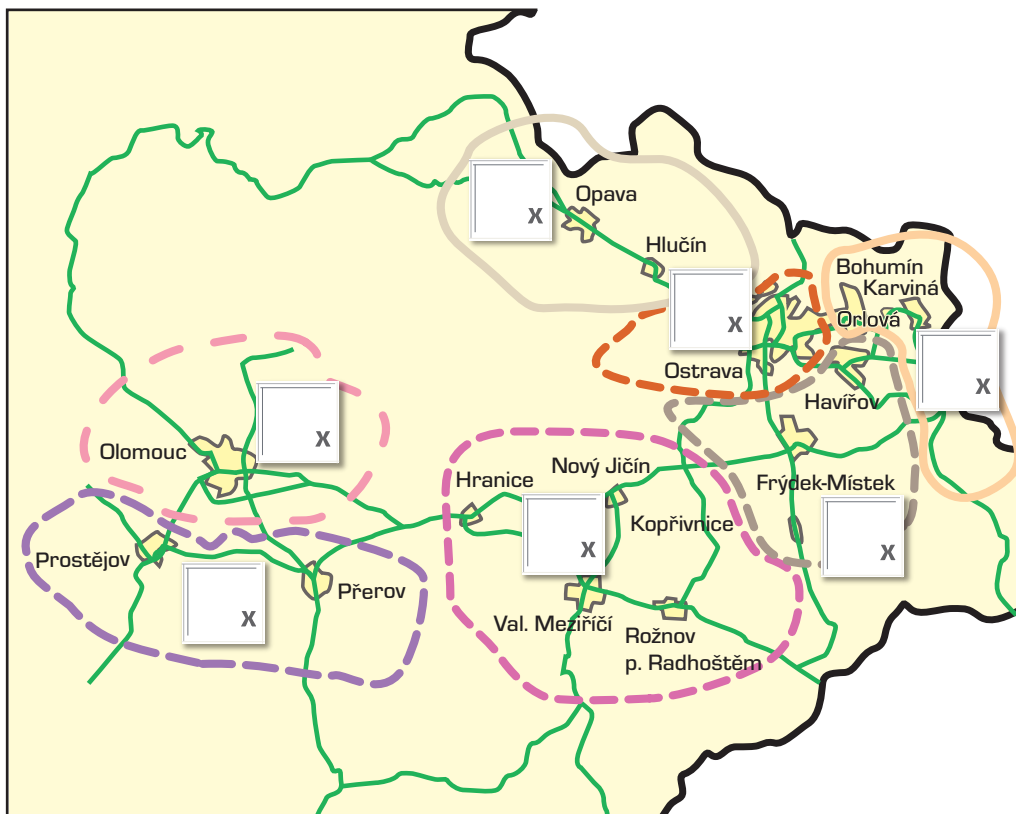 Opava
X
Hlučín
Bohumín
Karviná
X
Orlová
Ostrava
X
Havířov
Olomouc
X
Nový Jičín
Hranice
Frýdek-Místek
Kopřivnice
X
X
Prostějov
Přerov
X
Val. Meziříčí
Rožnov
p. Radhoštěm